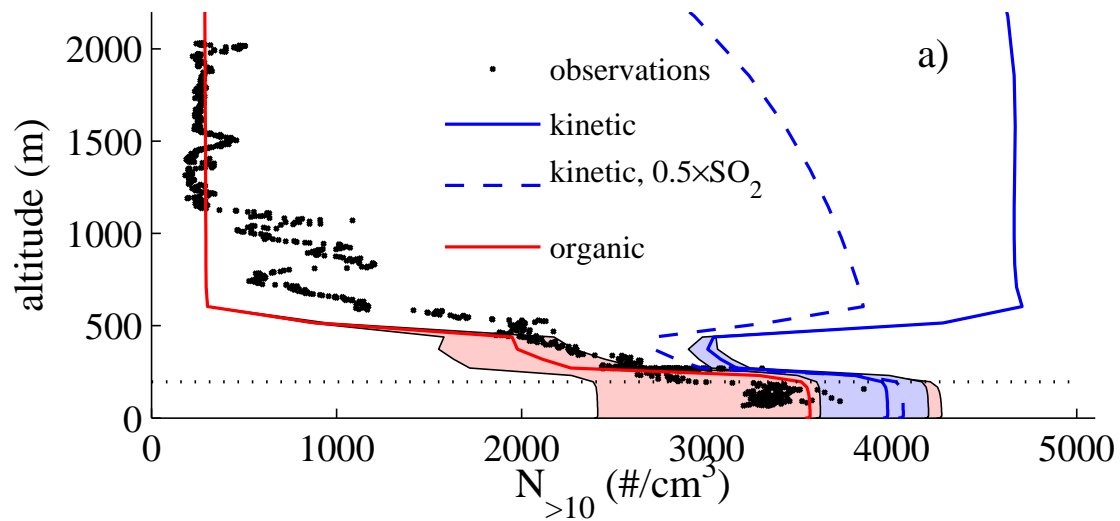 a)
observations
kinetic
kinetic, 0.5×SO₂
organic
altitude (m)
2000
1500
1000
500
0
0 1000 2000 3000 4000 5000
N>10 (#/cm³)